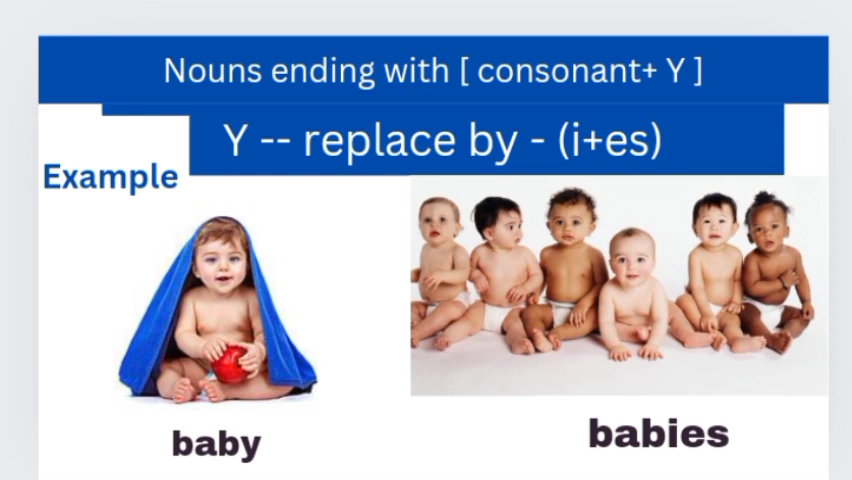 Nouns ending with [ consonant+ Y ]
Y -- replace by - (i+es)
Example
baby
babies